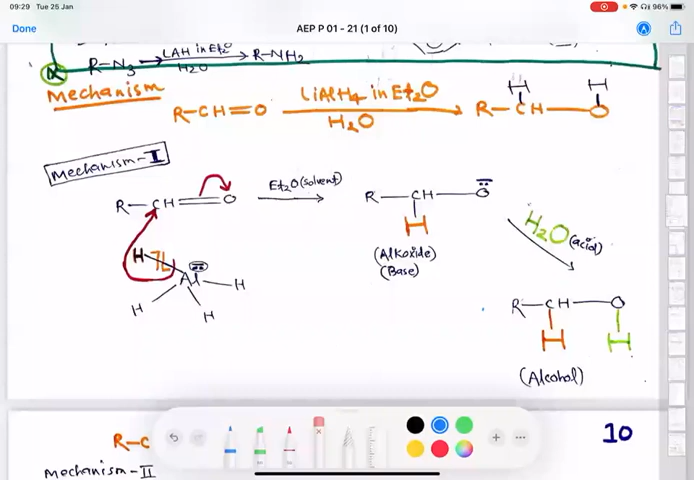 09:29 Tue 25 Jan
96%
Done
AEP P 01 - 21 (1 of 10)
R-N3 LAH in Et2O R-NH2
H2O
Mechanism
R-CH=O LiAlH4 in Et2O R-CH-O
H2O
H H
Mechanism-I
R-CH=O Et2O (solvent) R-CH-O
H
(Alkoxide)
(Base)
H2O (acid)
H
Al
H H H
R-CH-O
H H
(Alcohol)
R-C
10
Mechanism-II